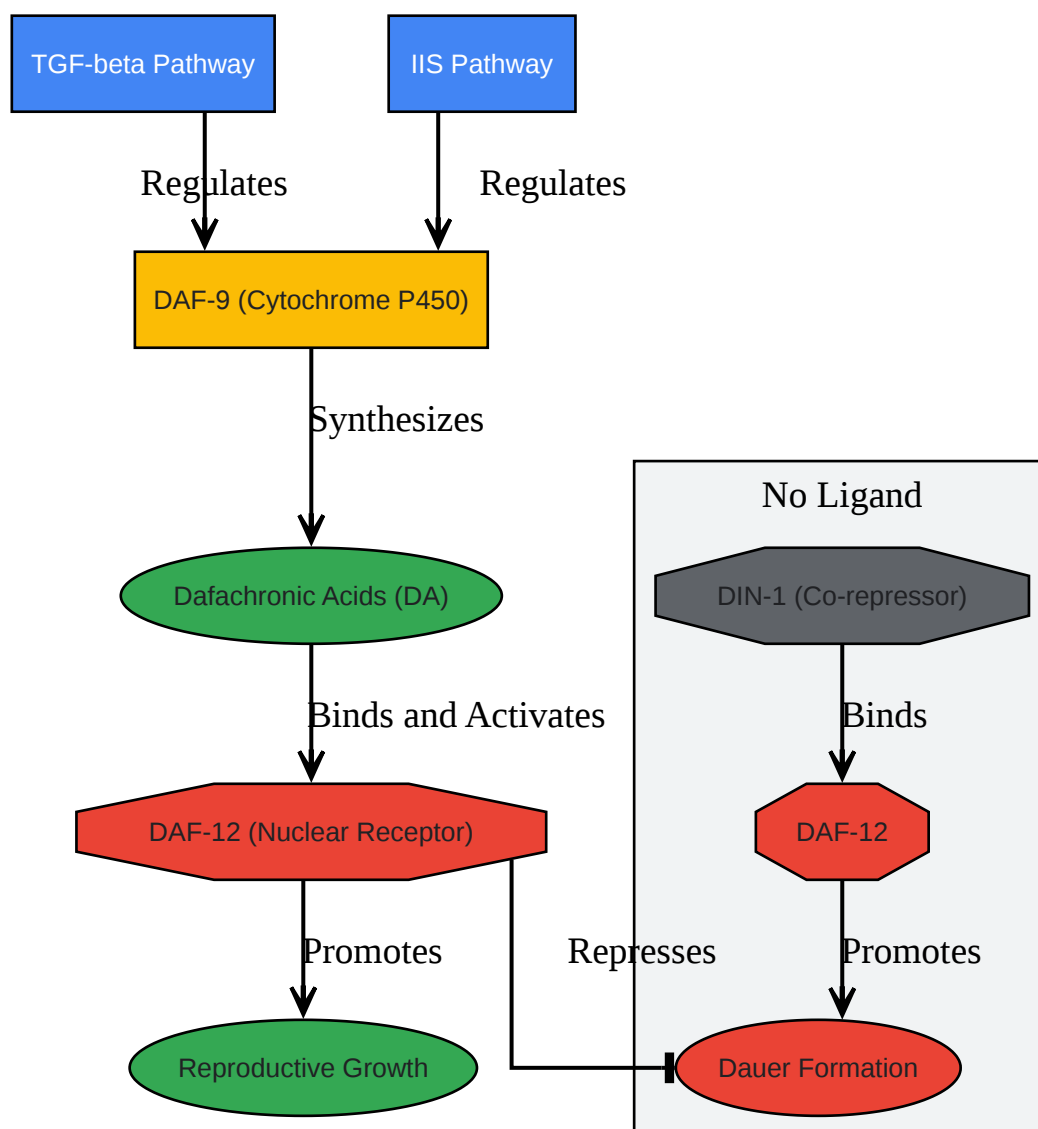 TGF-beta Pathway
IIS Pathway
Regulates
Regulates
DAF-9 (Cytochrome P450)
Synthesizes
No Ligand
Dafachronic Acids (DA)
DIN-1 (Co-repressor)
Binds and Activates
Binds
DAF-12 (Nuclear Receptor)
DAF-12
Promotes
Represses
Promotes
Reproductive Growth
Dauer Formation